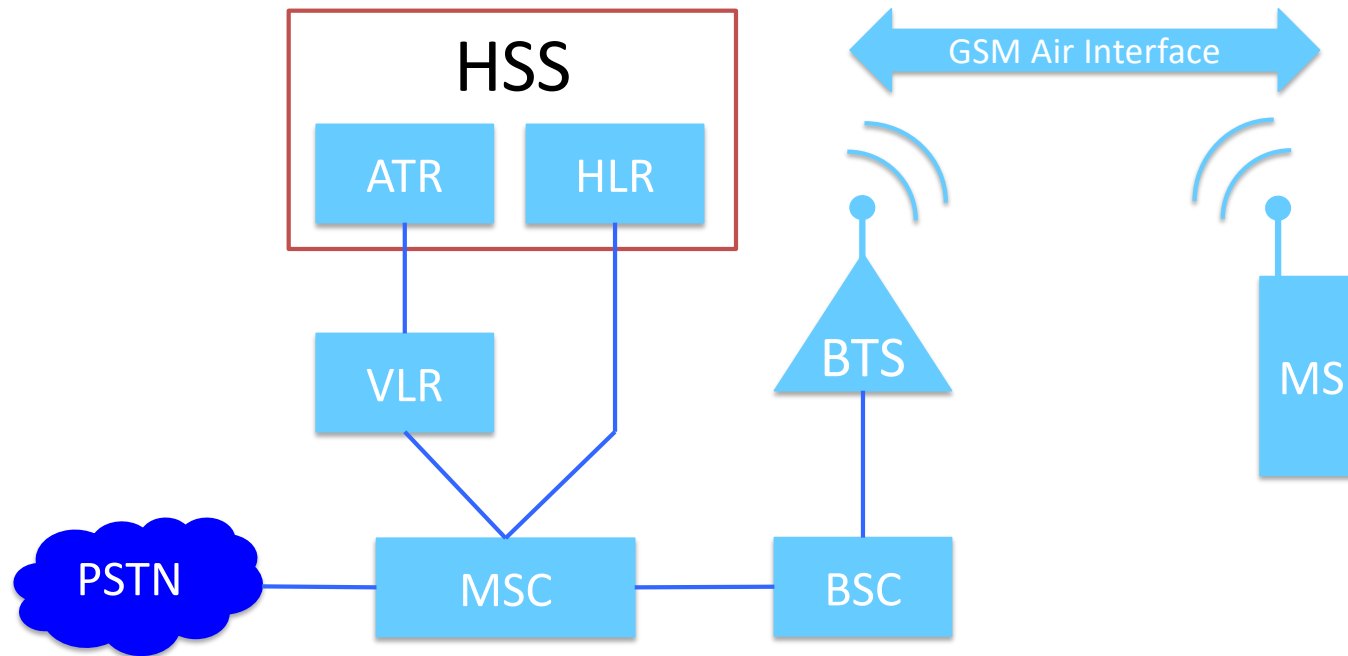 HSS
GSM Air Interface
ATR
HLR
VLR
BTS
MS
PSTN
MSC
BSC